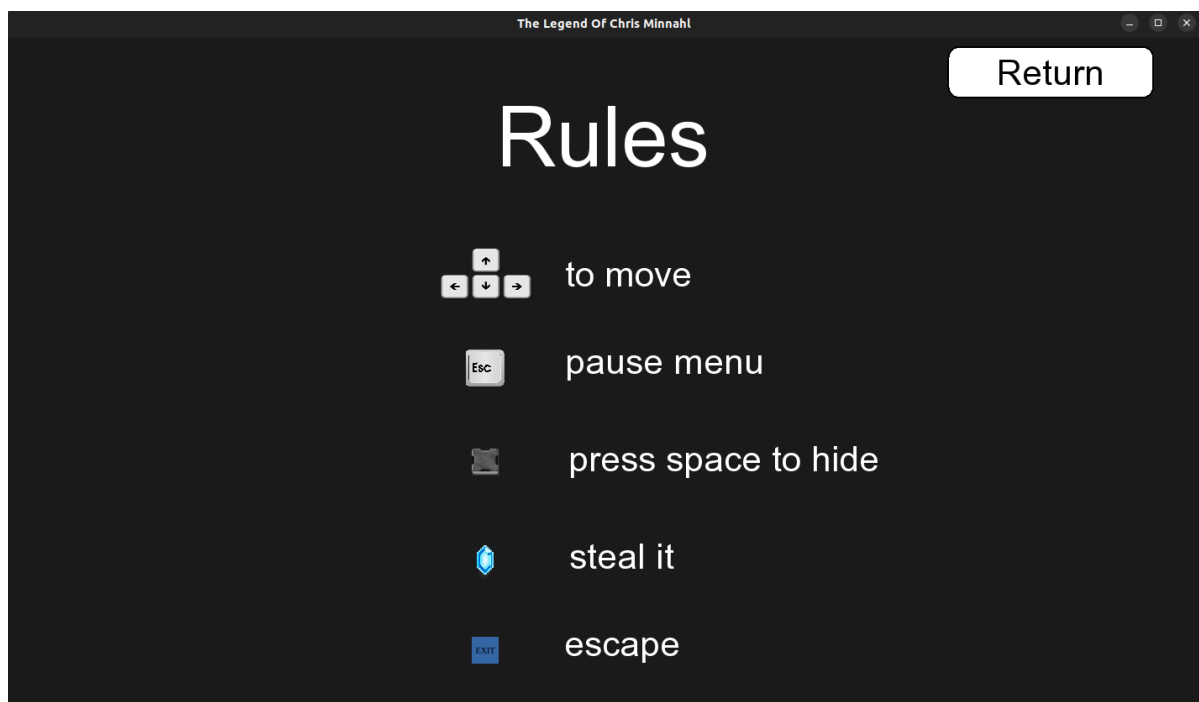 The Legend Of Chris Minnahl
Return
Rules
to move
Esc
pause menu
press space to hide
steal it
EXIT
escape